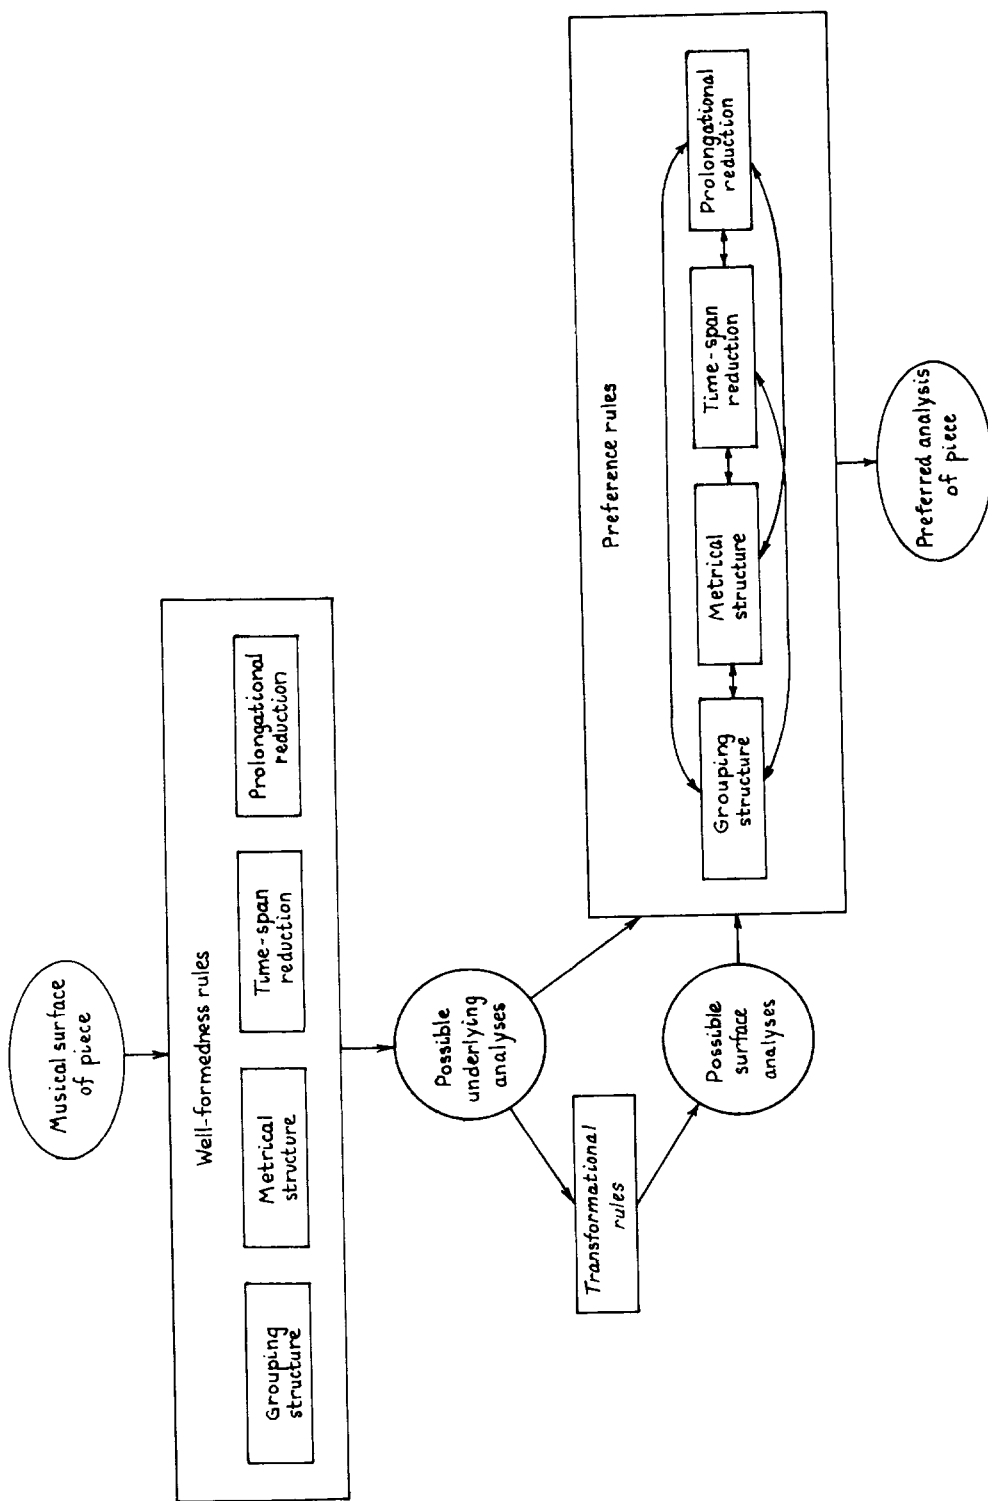 Musical surface
of piece
Well-formedness rules
Grouping
structure
Metrical
structure
Time-span
reduction
Prolongational
reduction
Possible
underlying
analyses
Transformational
rules
Possible
surface
analyses
Preference rules
Grouping
structure
Metrical
structure
Time-span
reduction
Prolongational
reduction
Preferred analysis
of piece